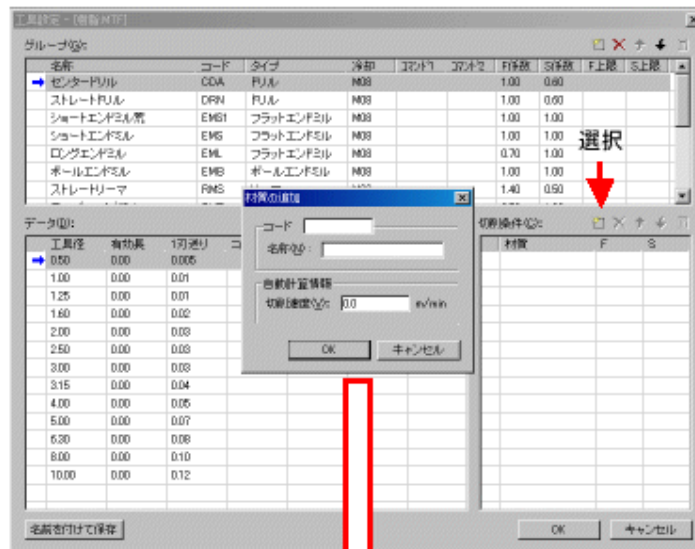 工具設定 - [樹脂.MTF]
グループ(G):
名称 コード タイプ 冷却 コマンド1 コマンド2 F係数 S係数 F上限 S上限
センタードリル CDA ドリル M08 1.00 0.60
ストレートドリル DRN ドリル M08 1.00 0.60
ショートエンドミル荒 EMS1 フラットエンドミル M08 1.00 1.00
ショートエンドミル EMS フラットエンドミル M08 1.00 1.00
ロングエンドミル EML フラットエンドミル M08 0.70 1.00
ボールエンドミル EMB ボールエンドミル M08 1.00 1.00
ストレートリーマ RMS 1.40 0.50
選択
材質の追加
コード
名称(N):
自動計算情報
切削速度(V): 0.0 m/min
OK キャンセル
データ(D):
工具径 有効長 1刃送り
0.50 0.00 0.005
1.00 0.00 0.01
1.25 0.00 0.01
1.60 0.00 0.02
2.00 0.00 0.03
2.50 0.00 0.03
3.00 0.00 0.03
3.15 0.00 0.04
4.00 0.00 0.05
5.00 0.00 0.07
6.30 0.00 0.08
8.00 0.00 0.10
10.00 0.00 0.12
切削条件(C):
材質 F S
名前を付けて保存
OK キャンセル